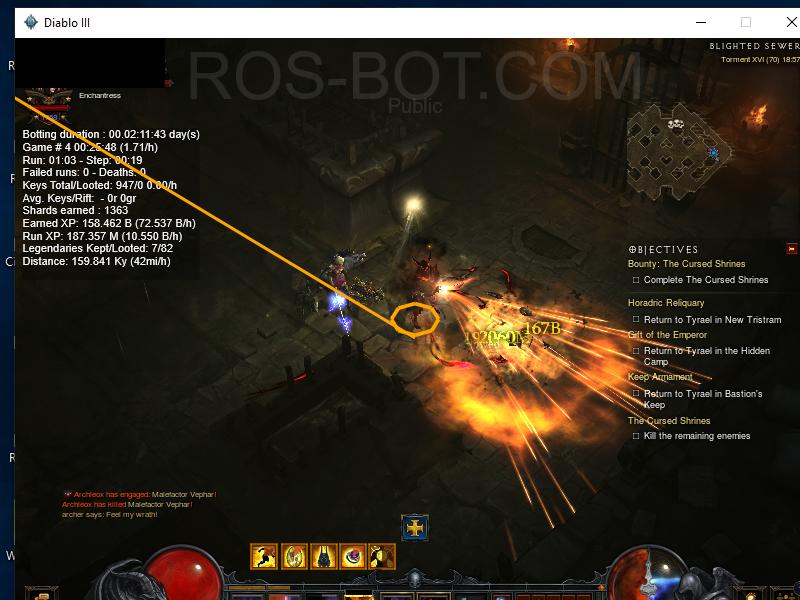 Diablo III
BLIGHTED SEWER
Torment XVI (70) 18:57
ROS-BOT.COM
Public
Enchantress
Botting duration : 00.02:11:43 day(s)
Game # 4 00:25:48 (1.71/h)
Run: 01:03 - Step: 00:19
Failed runs: 0 - Deaths: 0
Keys Total/Looted: 947/0 0.00/h
Avg. Keys/Rift: - 0r 0gr
Shards earned : 1363
Earned XP: 158.462 B (72.537 B/h)
Run XP: 187.357 M (10.550 B/h)
Legendaries Kept/Looted: 7/82
Distance: 159.841 Ky (42mi/h)
OBJECTIVES
Bounty: The Cursed Shrines
Complete The Cursed Shrines
Horadric Reliquary
Return to Tyrael in New Tristram
Gift of the Emperor
Return to Tyrael in the Hidden
Camp
Keep Armament
Return to Tyrael in Bastion's
Keep
The Cursed Shrines
Kill the remaining enemies
167B
Archleox has engaged: Malefactor Vephar!
Archleox has killed Malefactor Vephar!
archer says: Feel my wrath!
R
R
Ci
R
W